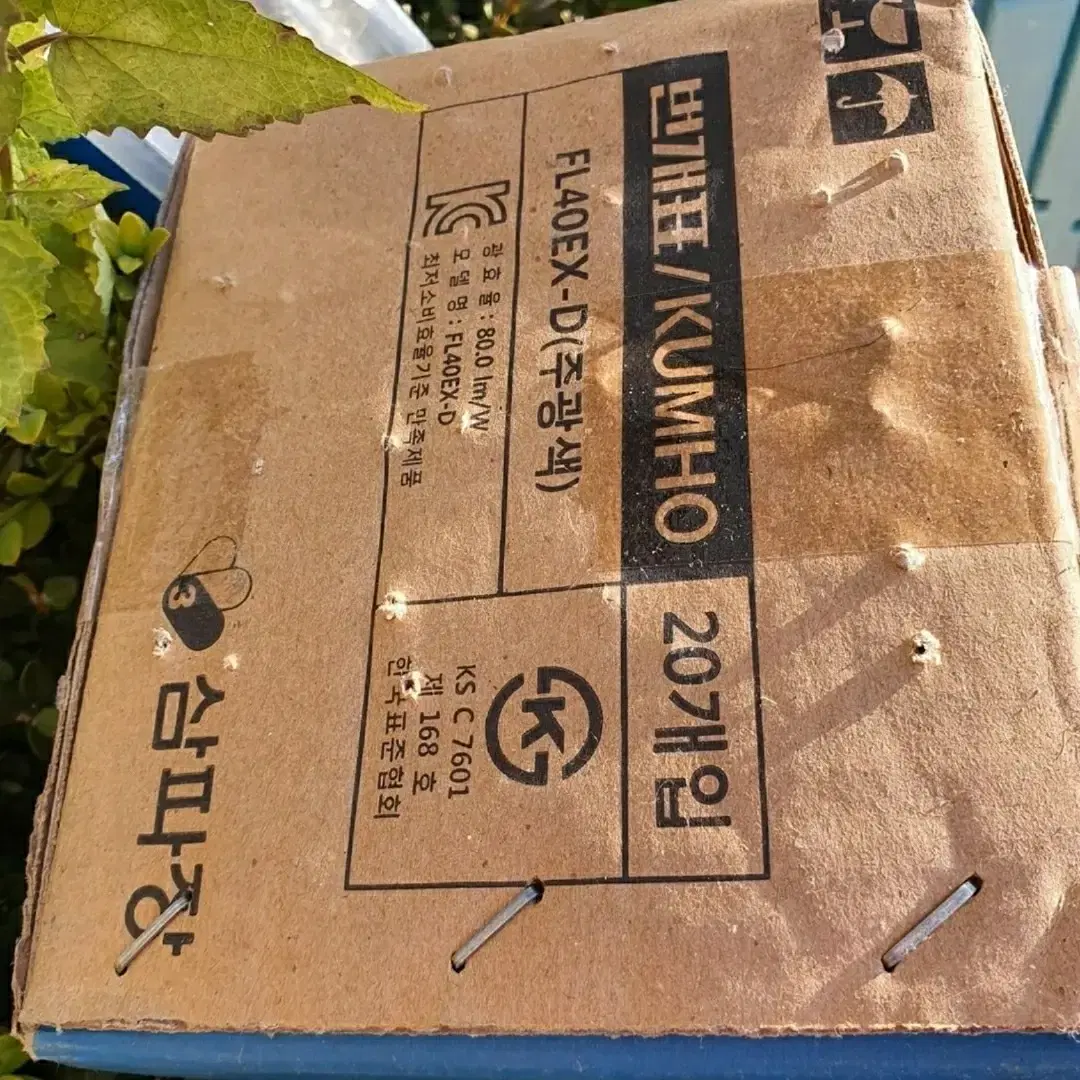 번개표/KUMHO
20개입
FL40EX-D(주광색)
광 효 율 : 80.0 lm/W
모 델 명 : FL40EX-D
최저소비효율기준 만족제품
KS C 7601
제 168 호
한국표준협회
3
삼파장